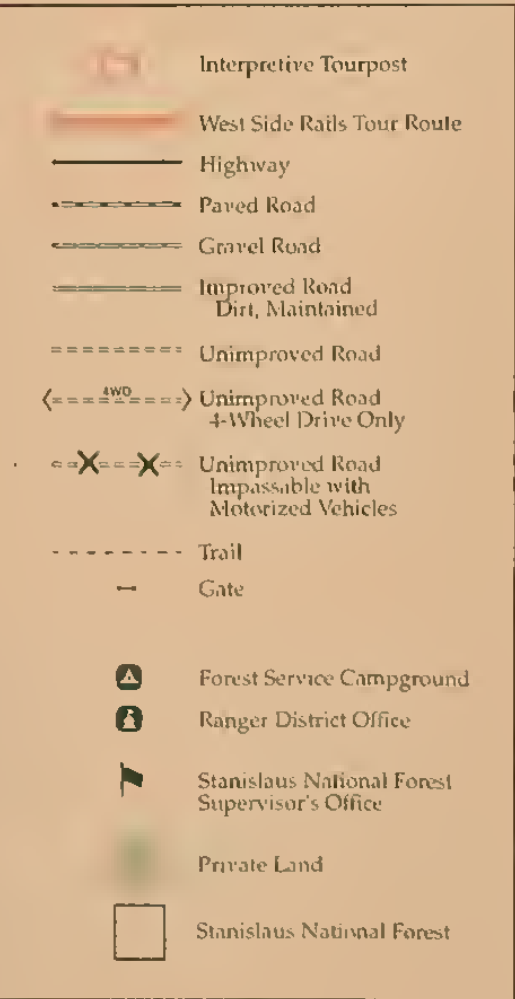 Interpretive Tourpost
West Side Rails Tour Route
Highway
Paved Road
Gravel Road
Improved Road
Dirt, Maintained
Unimproved Road
4WD
Unimproved Road
4-Wheel Drive Only
Unimproved Road
Impassable with
Motorized Vehicles
Trail
Gate
Forest Service Campground
Ranger District Office
Stanislaus National Forest
Supervisor's Office
Private Land
Stanislaus National Forest